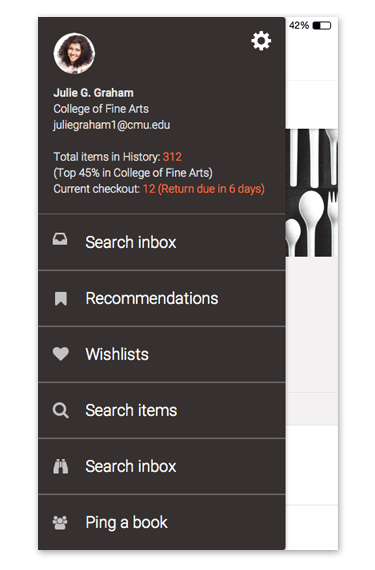 42%
Julie G. Graham
College of Fine Arts
juliegraham1@cmu.edu
Total items in History: 312
(Top 45% in College of Fine Arts)
Current checkout: 12 (Return due in 6 days)
Search inbox
Recommendations
Wishlists
Search items
Search inbox
Ping a book